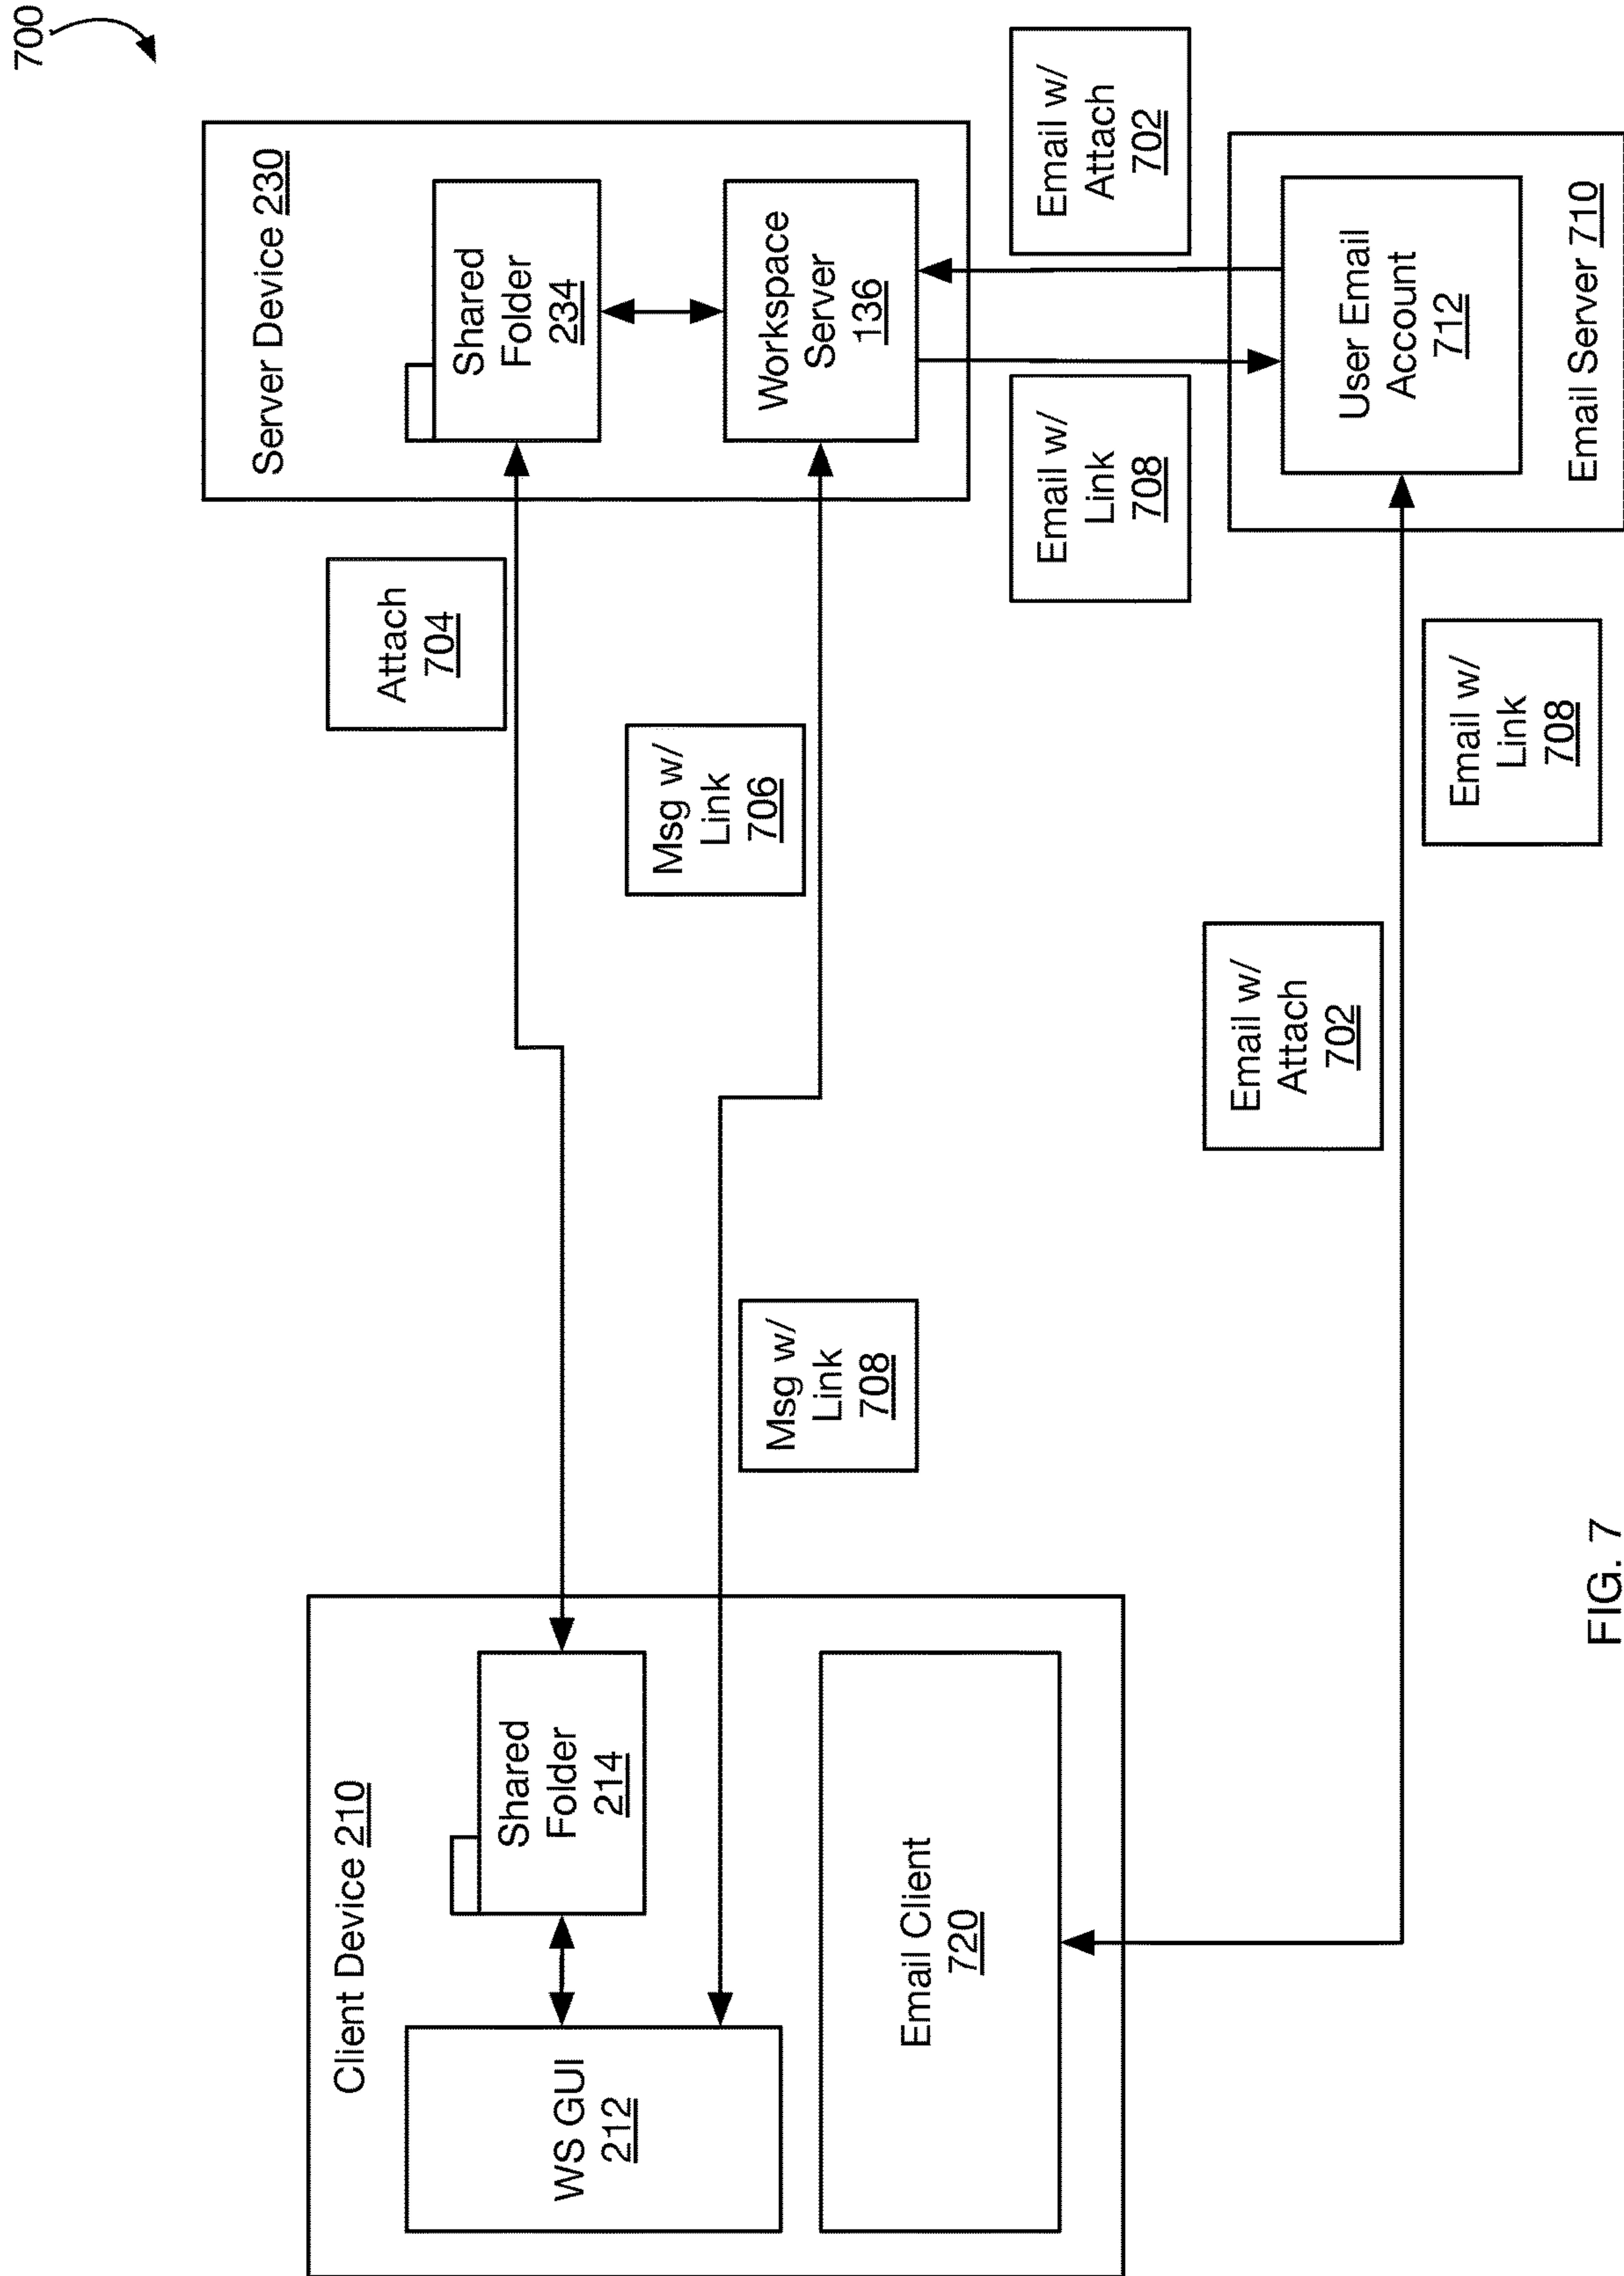 700
Client Device 210
WS GUI
212
Shared
Folder
214
Email Client
720
Attach
704
Msg w/
Link
706
Msg w/
Link
708
Server Device 230
Shared
Folder
234
Workspace
Server
136
Email w/
Link
708
Email w/
Attach
702
Email w/
Attach
702
Email w/
Link
708
User Email
Account
712
Email Server 710
FIG. 7